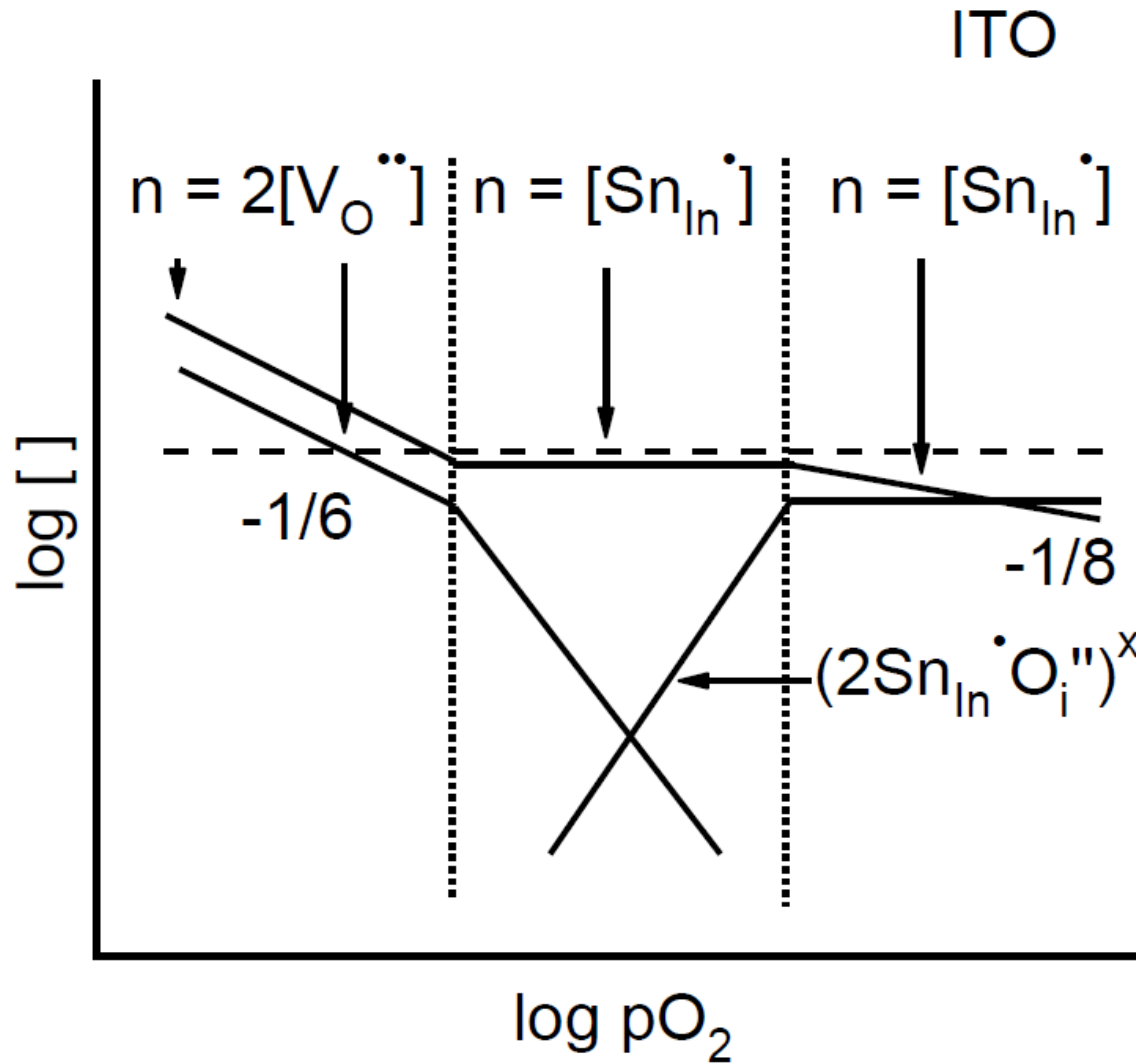 ITO
n = 2[V_O^••] n = [Sn_In^•] n = [Sn_In^•]
log [ ]
-1/6
-1/8
(2Sn_In^•O_i'')^x
log pO_2